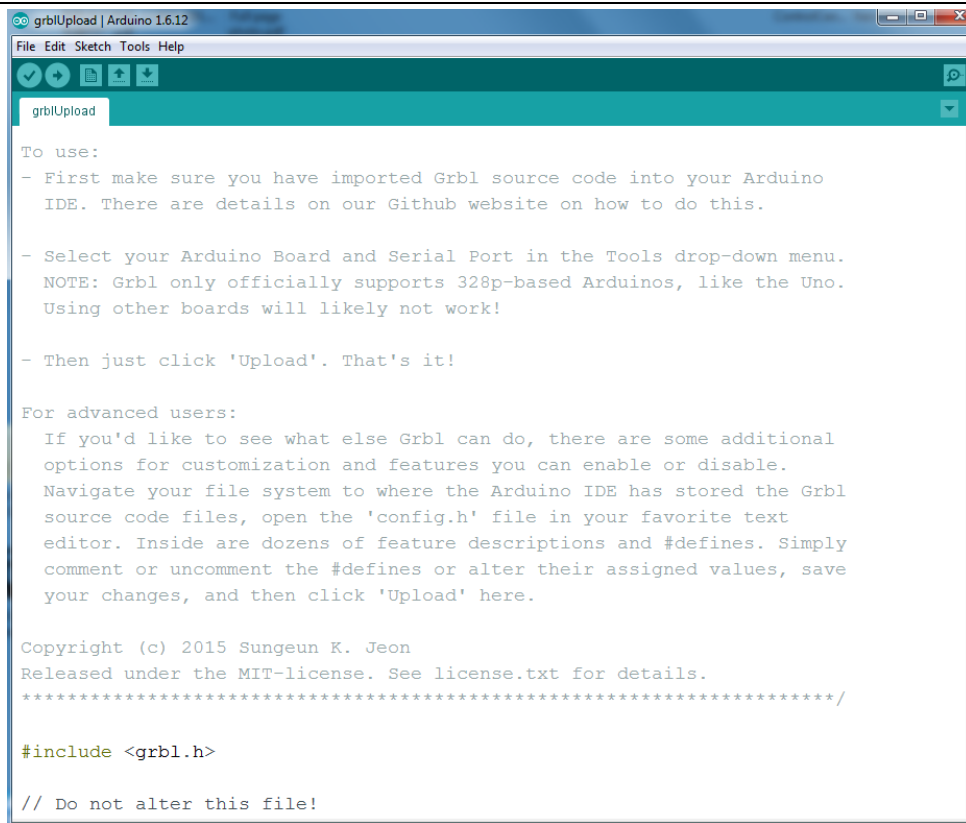 grblUpload | Arduino 1.6.12
File Edit Sketch Tools Help
grblUpload
To use:
- First make sure you have imported Grbl source code into your Arduino
IDE. There are details on our Github website on how to do this.
- Select your Arduino Board and Serial Port in the Tools drop-down menu.
NOTE: Grbl only officially supports 328p-based Arduinos, like the Uno.
Using other boards will likely not work!
- Then just click 'Upload'. That's it!
For advanced users:
If you'd like to see what else Grbl can do, there are some additional
options for customization and features you can enable or disable.
Navigate your file system to where the Arduino IDE has stored the Grbl
source code files, open the 'config.h' file in your favorite text
editor. Inside are dozens of feature descriptions and #defines. Simply
comment or uncomment the #defines or alter their assigned values, save
your changes, and then click 'Upload' here.
Copyright (c) 2015 Sungeun K. Jeon
Released under the MIT-license. See license.txt for details.
***********************************************************************/
#include <grbl.h>
// Do not alter this file!